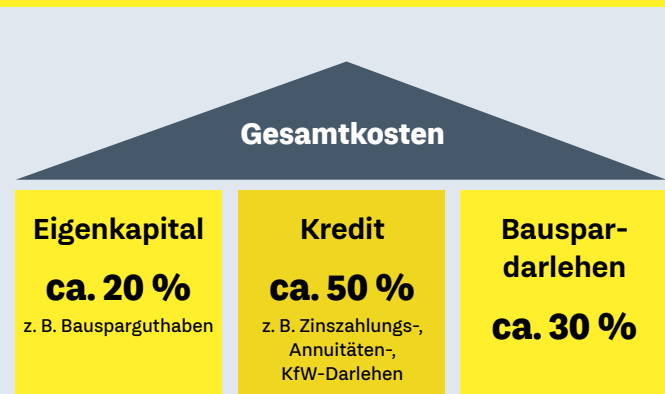 Gesamtkosten
Eigenkapital
ca. 20 %
z. B. Bausparguthaben
Kredit
ca. 50 %
z. B. Zinszahlungs-,
Annuitäten-,
KfW-Darlehen
Bauspar-
darlehen
ca. 30 %